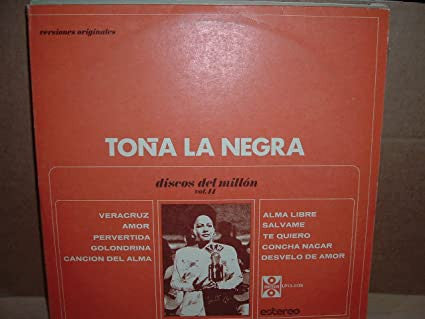 versiones originales
TOÑA LA NEGRA
discos del millón
vol. 11
VERACRUZ
AMOR
PERVERTIDA
GOLONDRINA
CANCION DEL ALMA
ALMA LIBRE
SALVAME
TE QUIERO
CONCHA NACAR
DESVELO DE AMOR
estereo